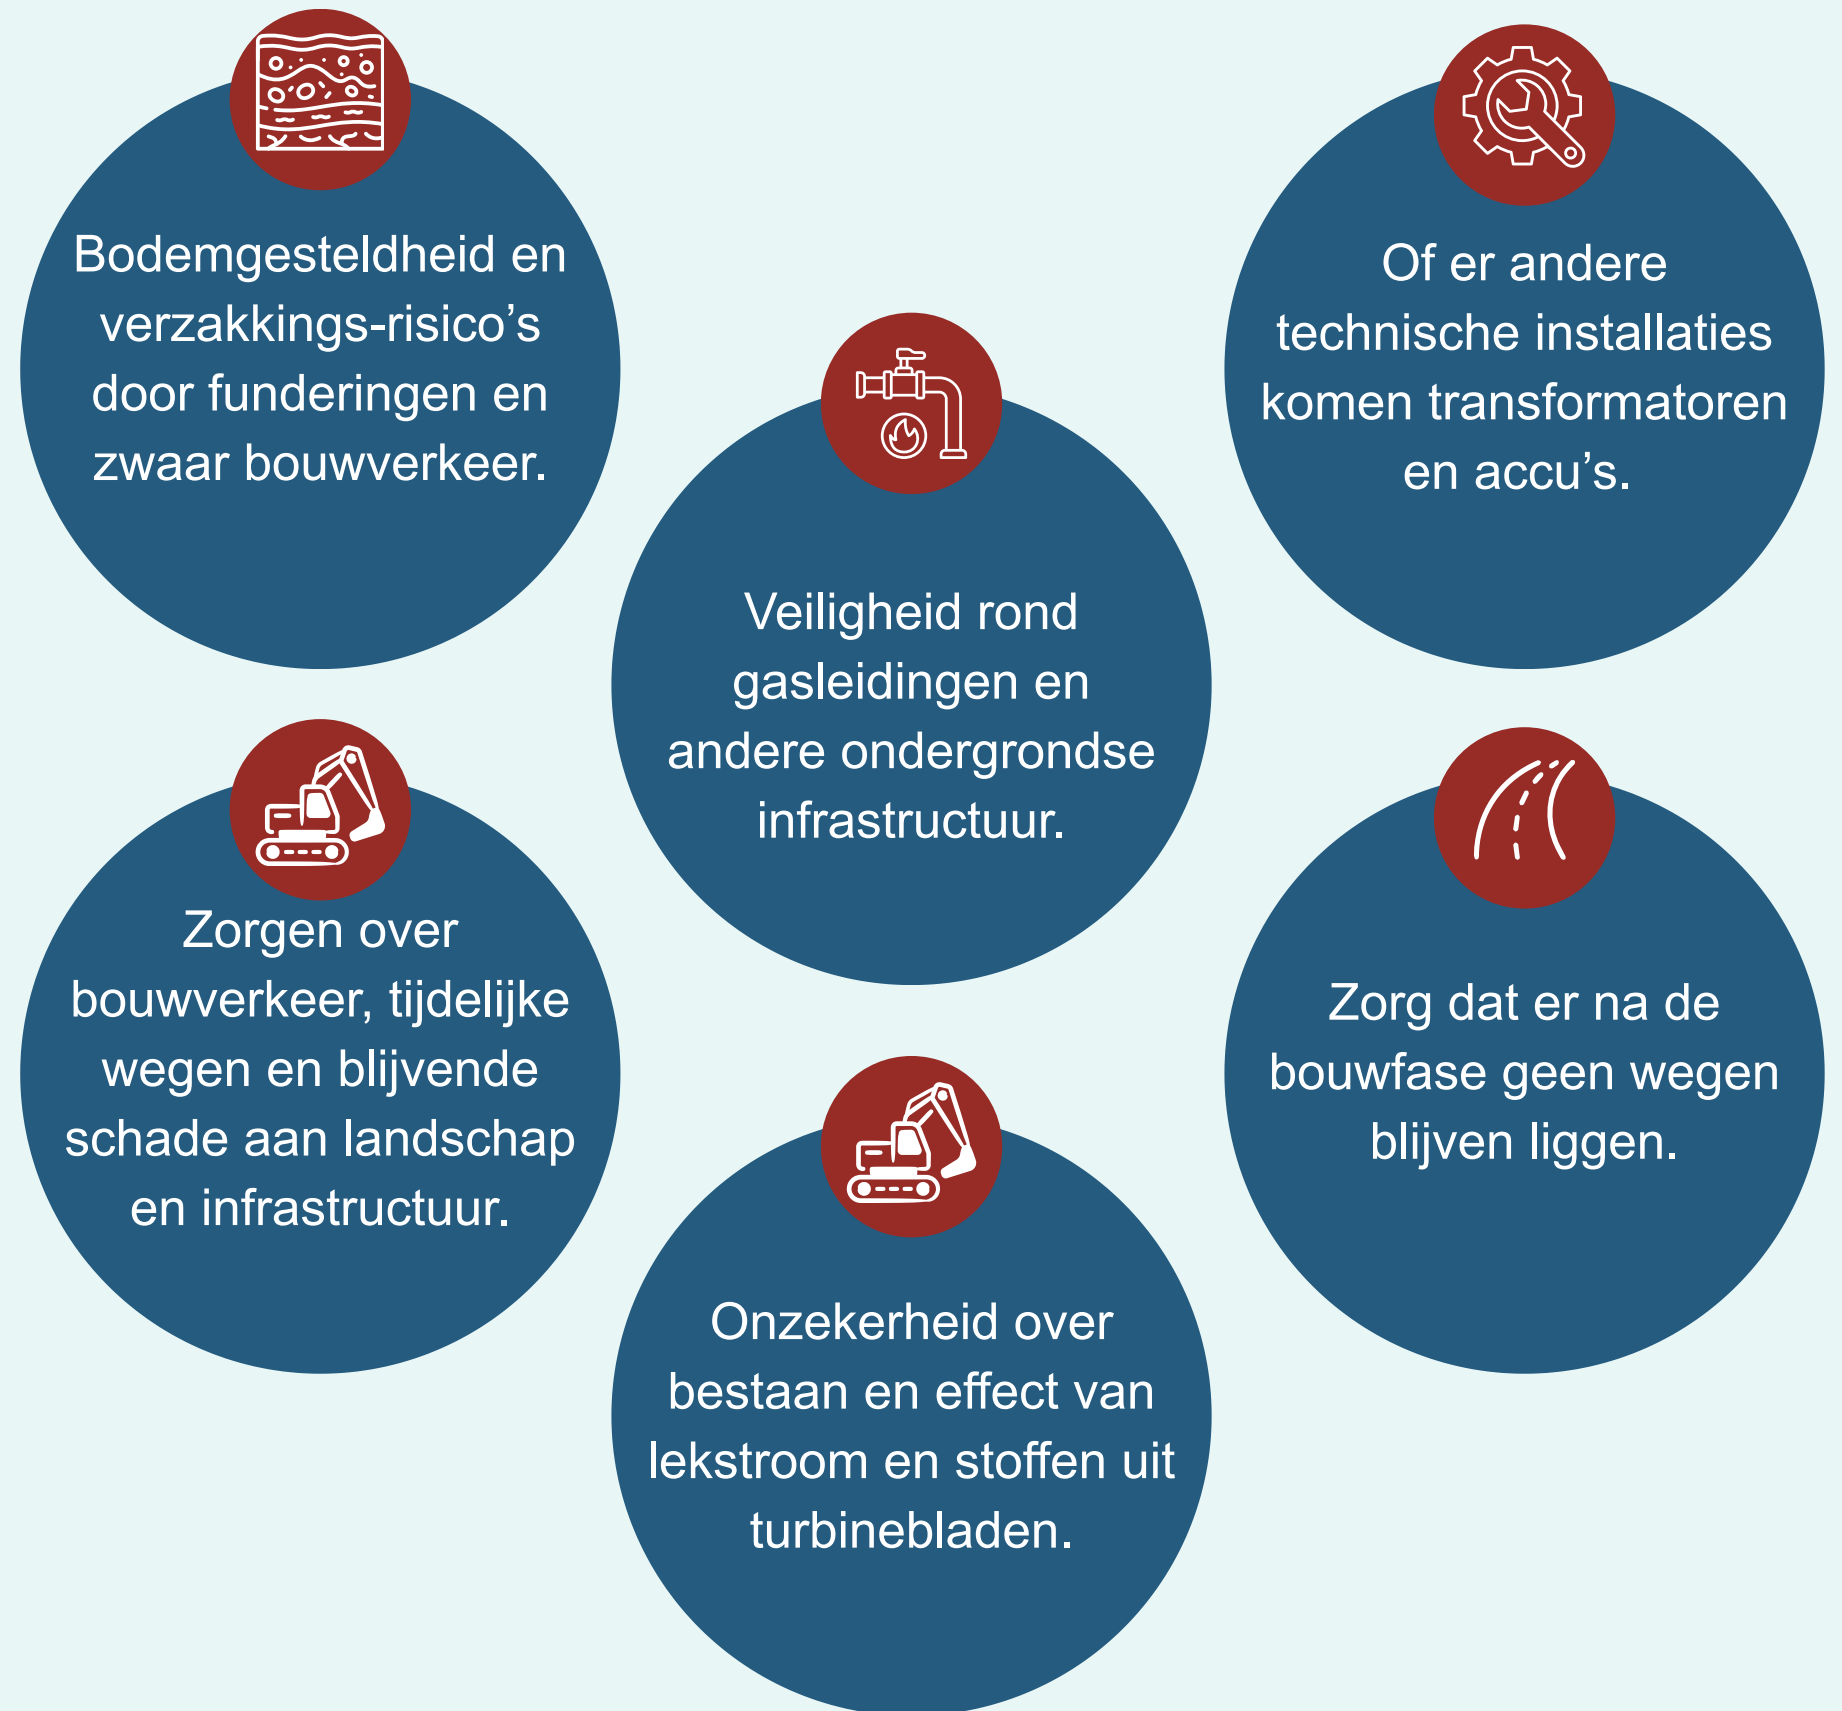 Bodemgesteldheid en
verzakkings-risico’s
door funderingen en
zwaar bouwverkeer.
Of er andere
technische installaties
komen transformatoren
en accu’s.
Veiligheid rond
gasleidingen en
andere ondergrondse
infrastructuur.
Zorgen over
bouwverkeer, tijdelijke
wegen en blijvende
schade aan landschap
en infrastructuur.
Zorg dat er na de
bouwfase geen wegen
blijven liggen.
Onzekerheid over
bestaan en effect van
lekstroom en stoffen uit
turbinebladen.